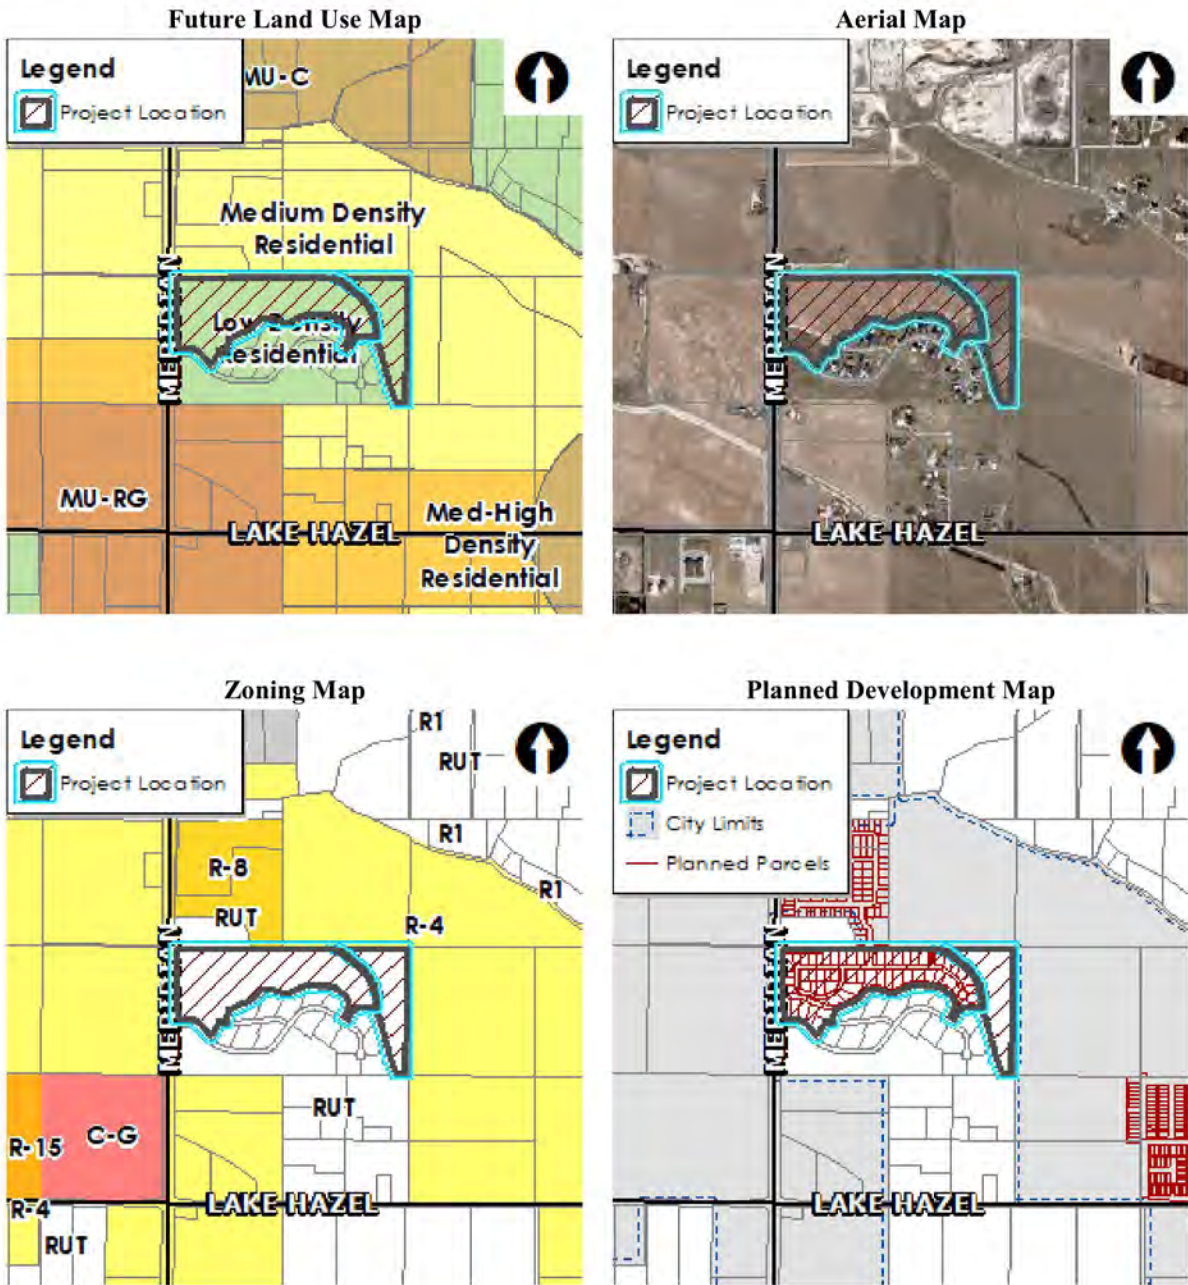 Future Land Use Map
Legend
Project Location
MU-C
Medium Density
Residential
Low Density
Residential
MERIDIAN
MU-RG
LAKE HAZEL
Med-High
Density
Residential
Aerial Map
Legend
Project Location
MERIDIAN
LAKE HAZEL
Zoning Map
Legend
Project Location
R1
RUT
R1
R-8
R1
RUT
R-4
MERIDIAN
RUT
R-15
C-G
LAKE HAZEL
R-4
RUT
Planned Development Map
Legend
Project Location
City Limits
Planned Parcels
MERIDIAN
LAKE HAZEL